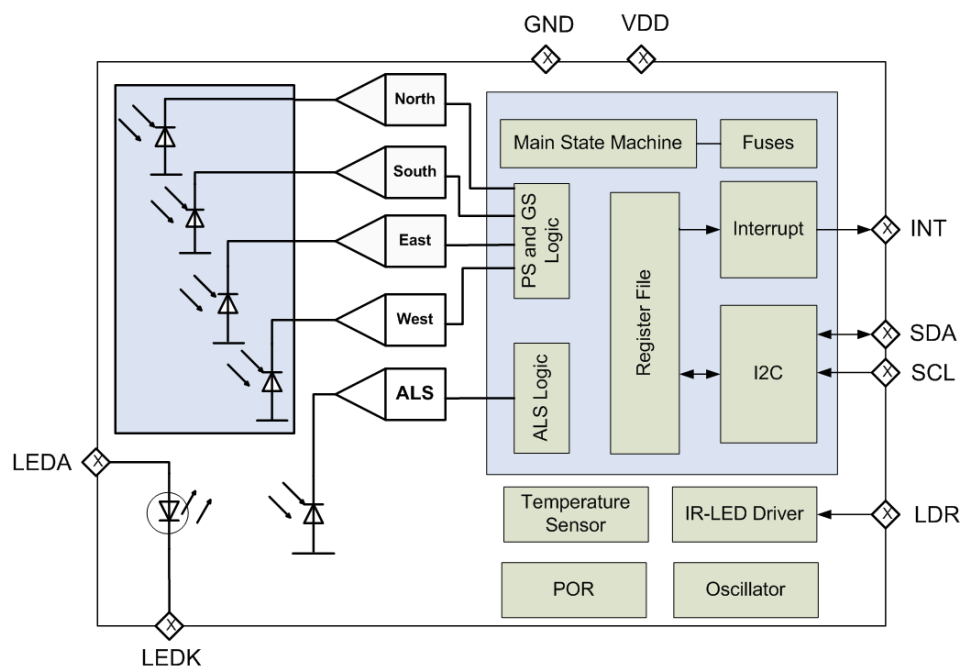 GND
VDD
North
South
East
West
ALS
Main State Machine
Fuses
PS and GS
Logic
Register File
Interrupt
INT
ALS Logic
I2C
SDA
SCL
LEDA
Temperature
Sensor
IR-LED Driver
LDR
POR
Oscillator
LEDK